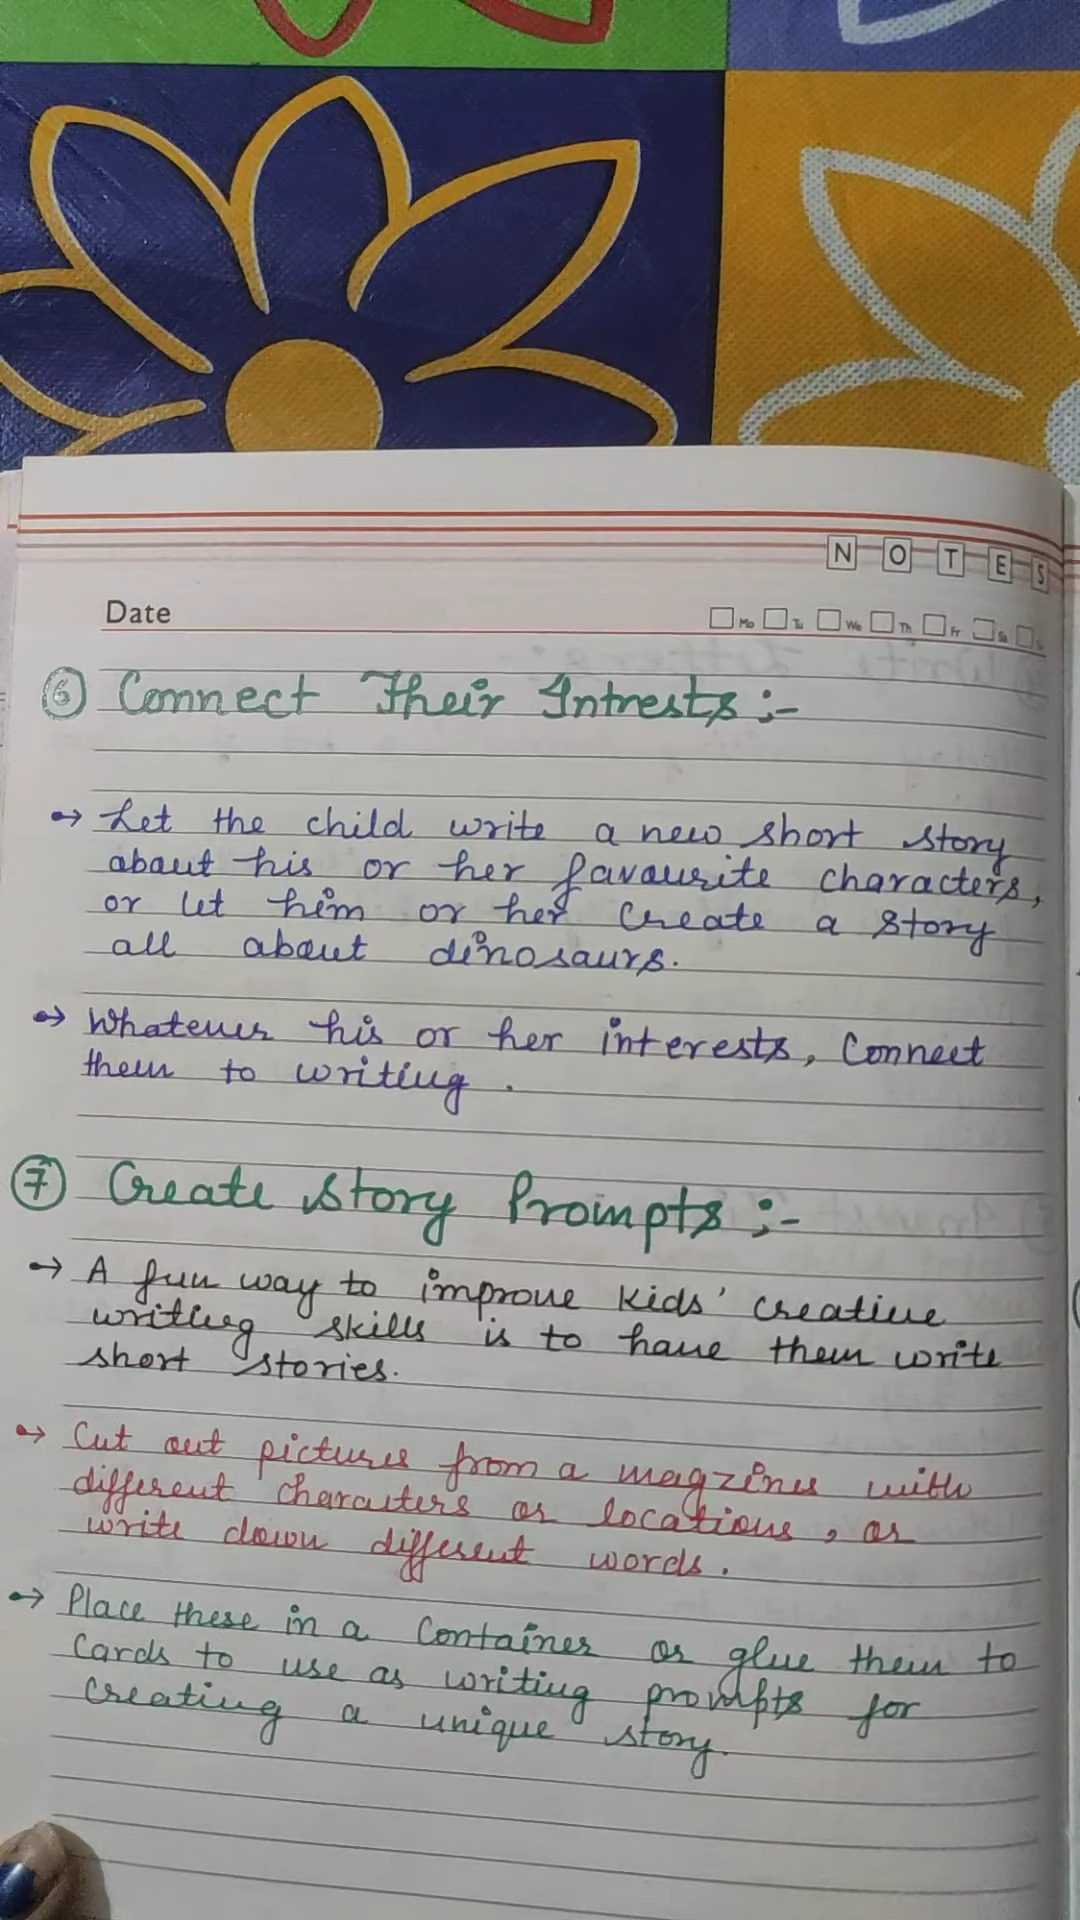 N O T E S
Date
Mo Tu We Th Fr Sa
⑥ Connect Their Intrests :-
→ Let the child write a new short story
about his or her favourite characters,
or let him or her create a story
all about dinosaurs.
→ Whatever his or her interests, Connect
them to writing .
⑦ Create Story Prompts :-
→ A fun way to improve kids' creative
writing skills is to have them write
short stories.
→ Cut out pictures from a magzines with
different characters or locations, or
write down different words.
→ Place these in a Container or glue them to
Cards to use as writing prompts for
creating a unique story.